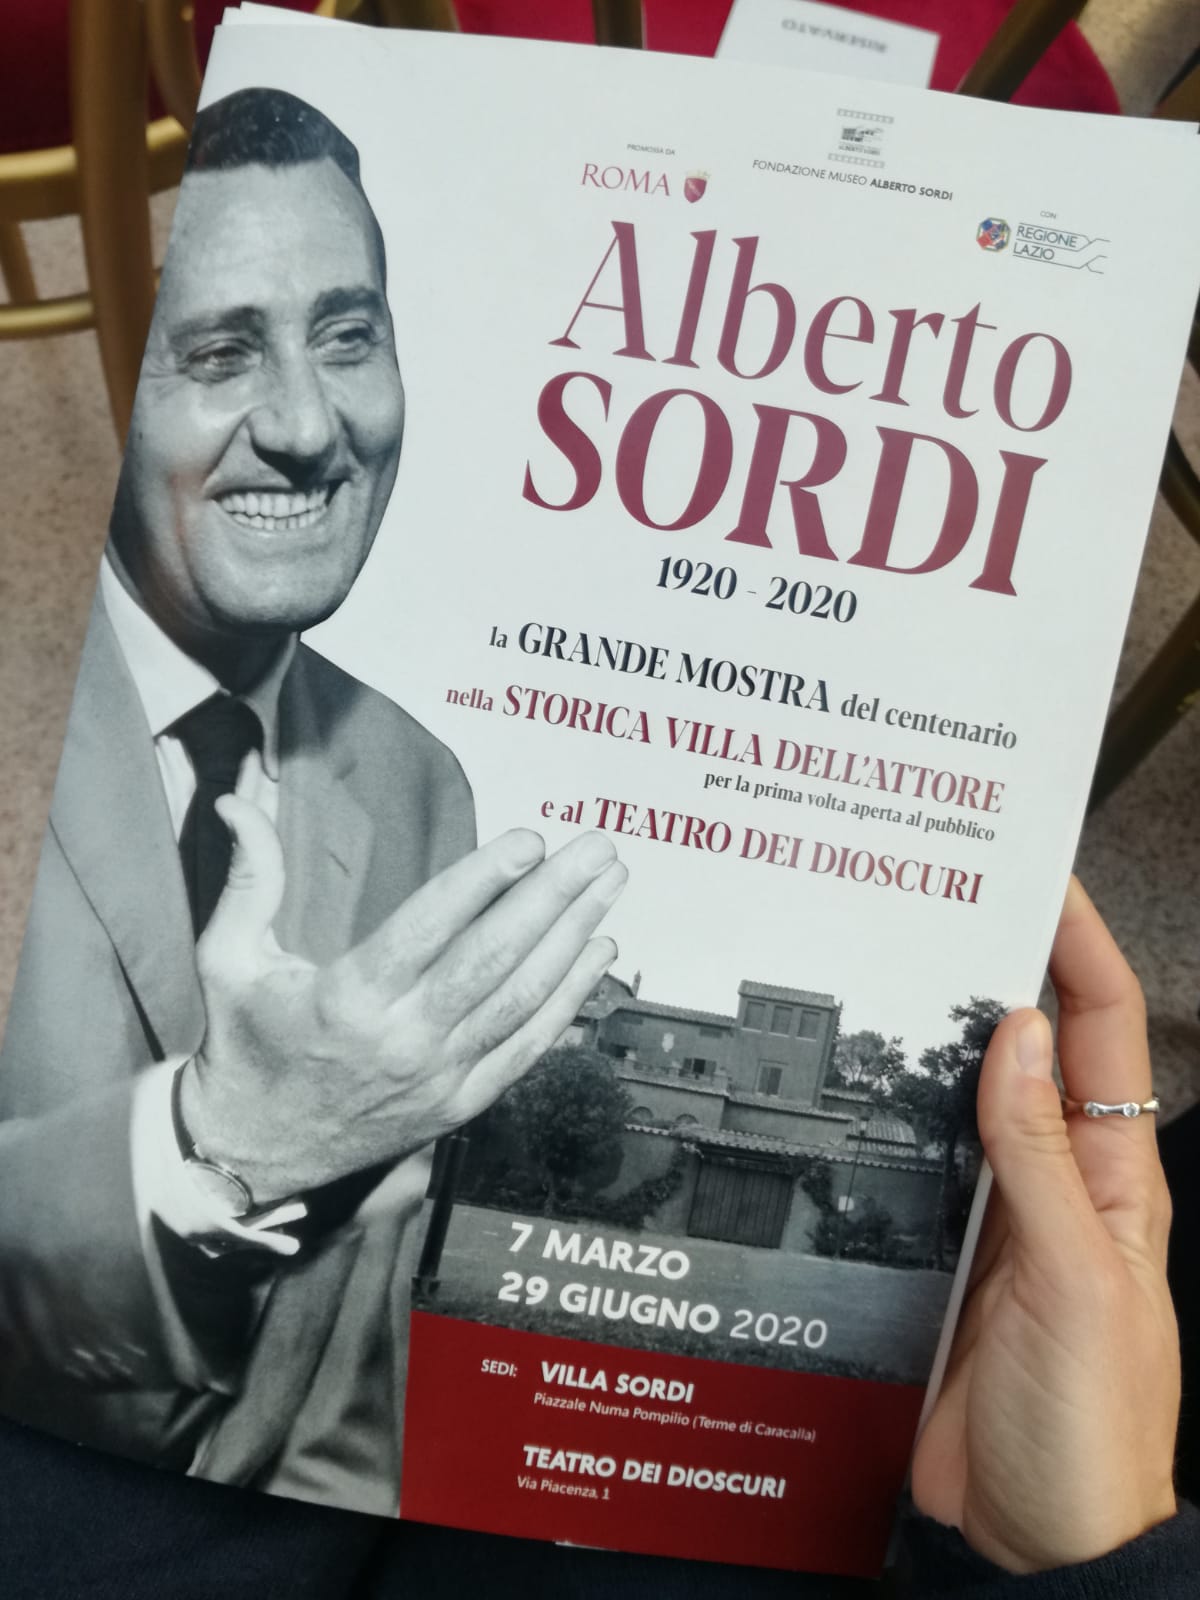 RISERVATO
PROMOSSA DA
ROMA
FONDAZIONE MUSEO ALBERTO SORDI
CON
REGIONE
LAZIO
Alberto
SORDI
1920 - 2020
la GRANDE MOSTRA del centenario
nella STORICA VILLA DELL'ATTORE
per la prima volta aperta al pubblico
e al TEATRO DEI DIOSCURI
7 MARZO
29 GIUGNO 2020
SEDI: VILLA SORDI
Piazzale Numa Pompilio (Terme di Caracalla)
TEATRO DEI DIOSCURI
Via Piacenza, 1